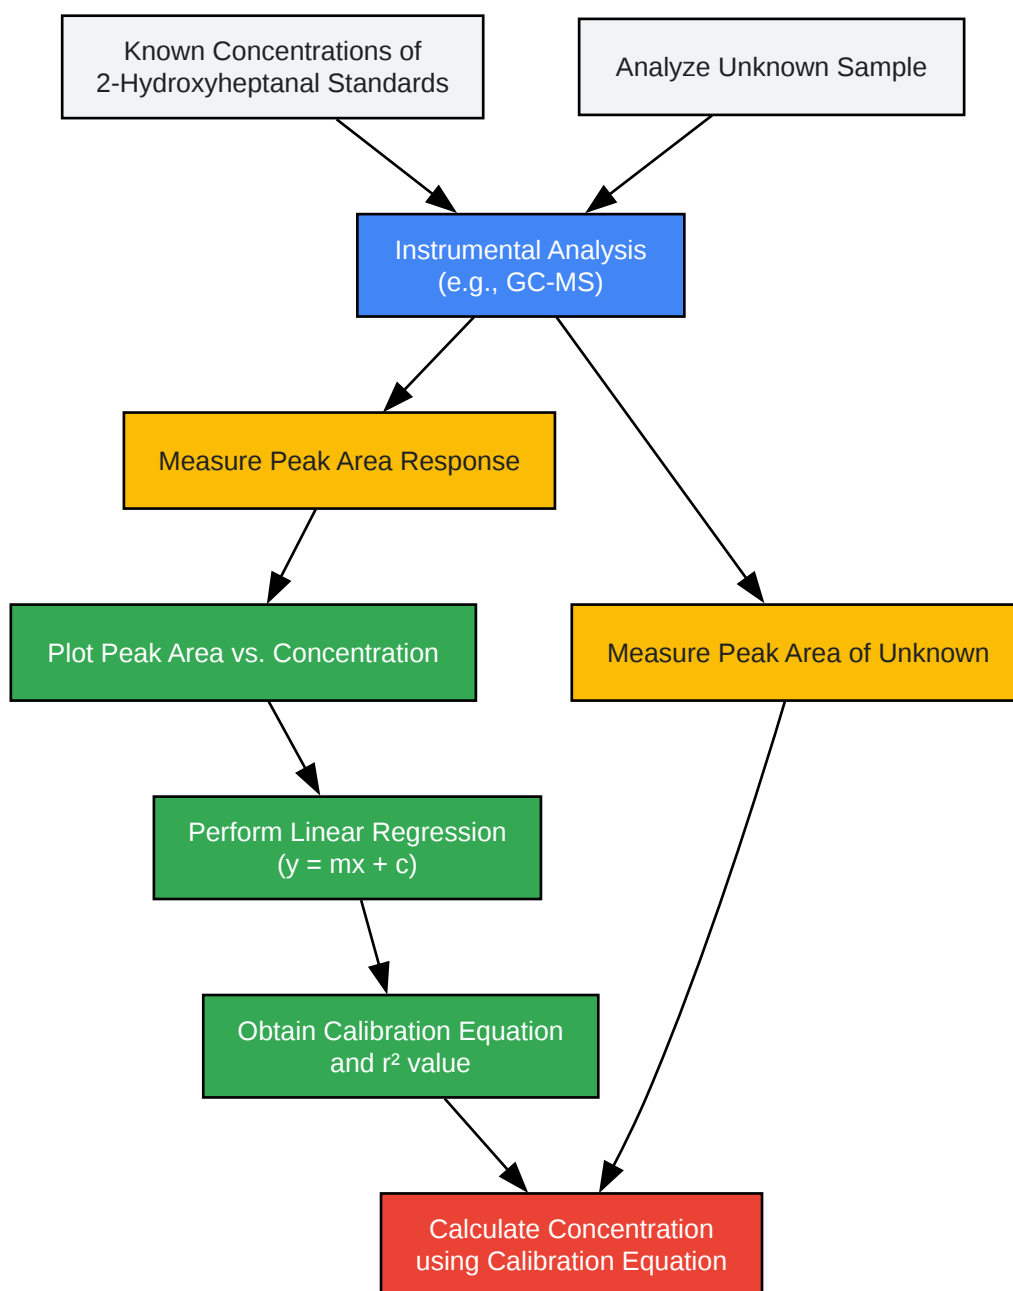 Known Concentrations of
2-Hydroxyheptanal Standards
Analyze Unknown Sample
Instrumental Analysis
(e.g., GC-MS)
Measure Peak Area Response
Plot Peak Area vs. Concentration
Measure Peak Area of Unknown
Perform Linear Regression
(y = mx + c)
Obtain Calibration Equation
and r² value
Calculate Concentration
using Calibration Equation